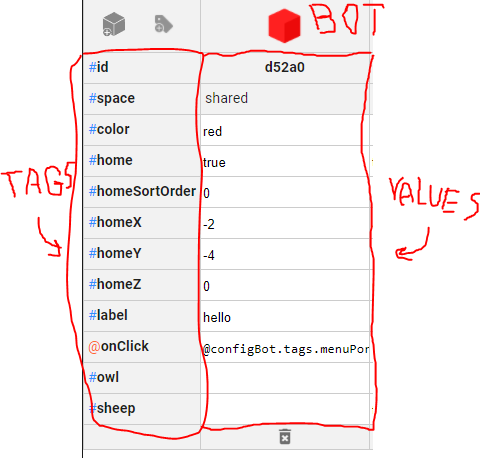 BOT
#id d52a0
#space shared
#color red
#home true
TAGS
#homeSortOrder 0
VALUES
#homeX -2
#homeY -4
#homeZ 0
#label hello
@onClick @configBot.tags.menuPor
#owl
#sheep